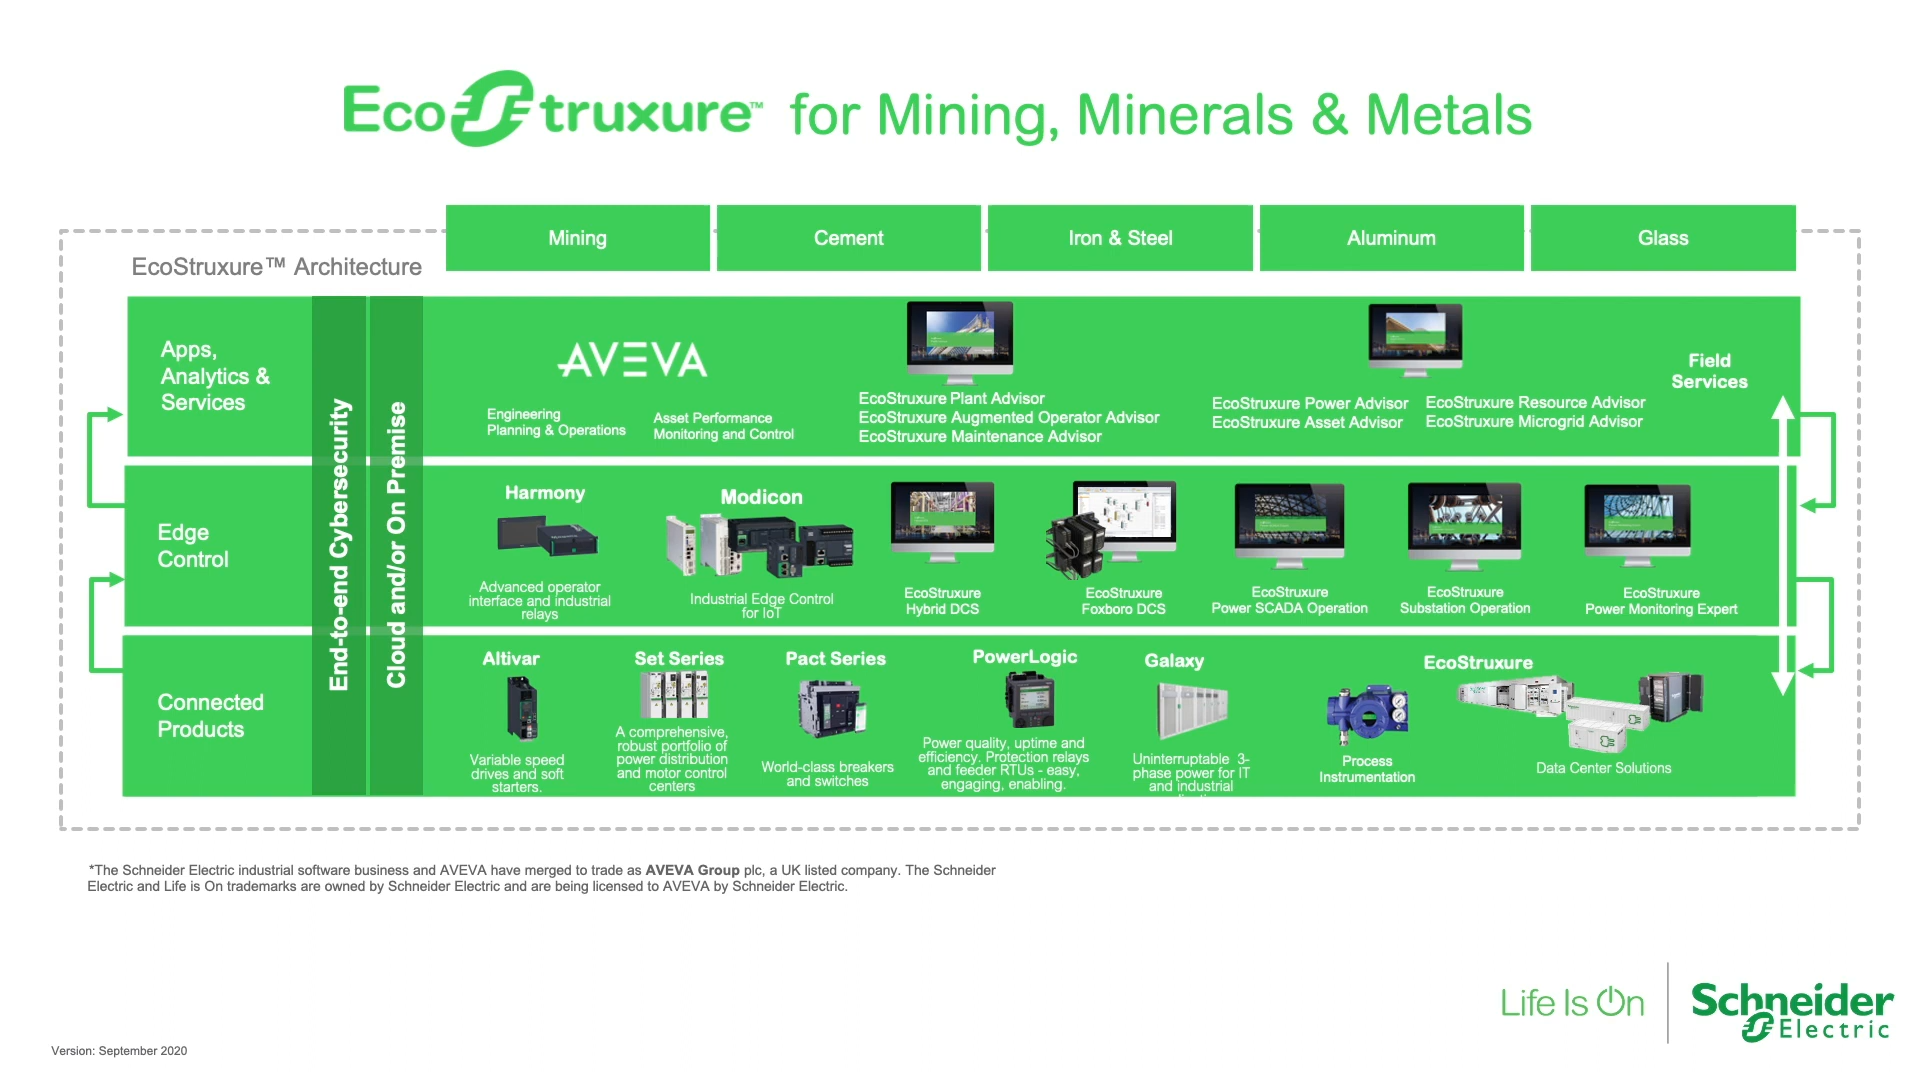 EcoStruxure™ for Mining, Minerals & Metals
Mining
Cement
Iron & Steel
Aluminum
Glass
EcoStruxure™ Architecture
End-to-end Cybersecurity
Cloud and/or On Premise
Apps,
Analytics &
Services
AVEVA
Engineering
Planning & Operations
Asset Performance
Monitoring and Control
EcoStruxure Plant Advisor
EcoStruxure Augmented Operator Advisor
EcoStruxure Maintenance Advisor
EcoStruxure Power Advisor
EcoStruxure Asset Advisor
EcoStruxure Resource Advisor
EcoStruxure Microgrid Advisor
Field
Services
Edge
Control
Harmony
Advanced operator
interface and industrial
relays
Modicon
Industrial Edge Control
for IoT
EcoStruxure
Hybrid DCS
EcoStruxure
Foxboro DCS
EcoStruxure
Power SCADA Operation
EcoStruxure
Substation Operation
EcoStruxure
Power Monitoring Expert
Connected
Products
Altivar
Variable speed
drives and soft
starters.
Set Series
A comprehensive,
robust portfolio of
power distribution
and motor control
centers
Pact Series
World-class breakers
and switches
PowerLogic
Power quality, uptime and
efficiency. Protection relays
and feeder RTUs - easy,
engaging, enabling.
Galaxy
Uninterruptable 3-
phase power for IT
and industrial
Process
Instrumentation
EcoStruxure
Data Center Solutions
*The Schneider Electric industrial software business and AVEVA have merged to trade as AVEVA Group plc, a UK listed company. The Schneider
Electric and Life is On trademarks are owned by Schneider Electric and are being licensed to AVEVA by Schneider Electric.
Life Is On
Schneider
Electric
Version: September 2020